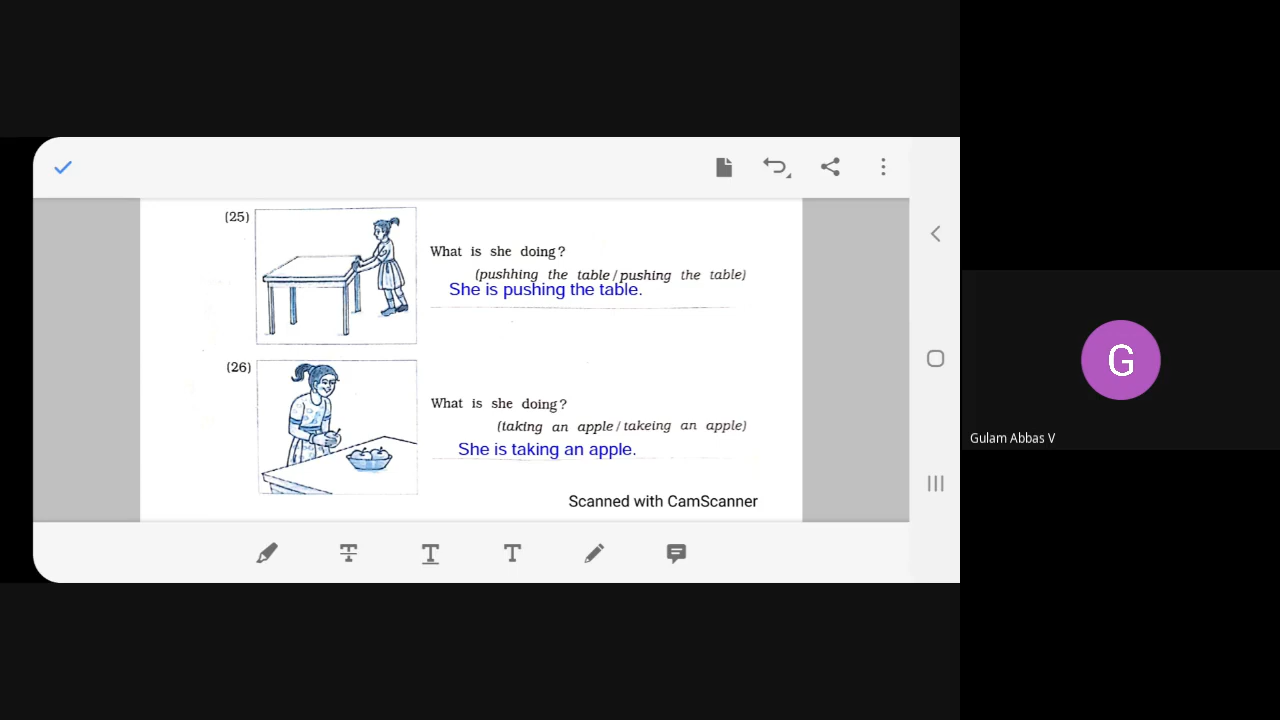 (25)
What is she doing?
(pushhing the table/pushing the table)
She is pushing the table.
(26)
What is she doing?
(taking an apple/takeing an apple)
She is taking an apple.
Scanned with CamScanner
G
Gulam Abbas V